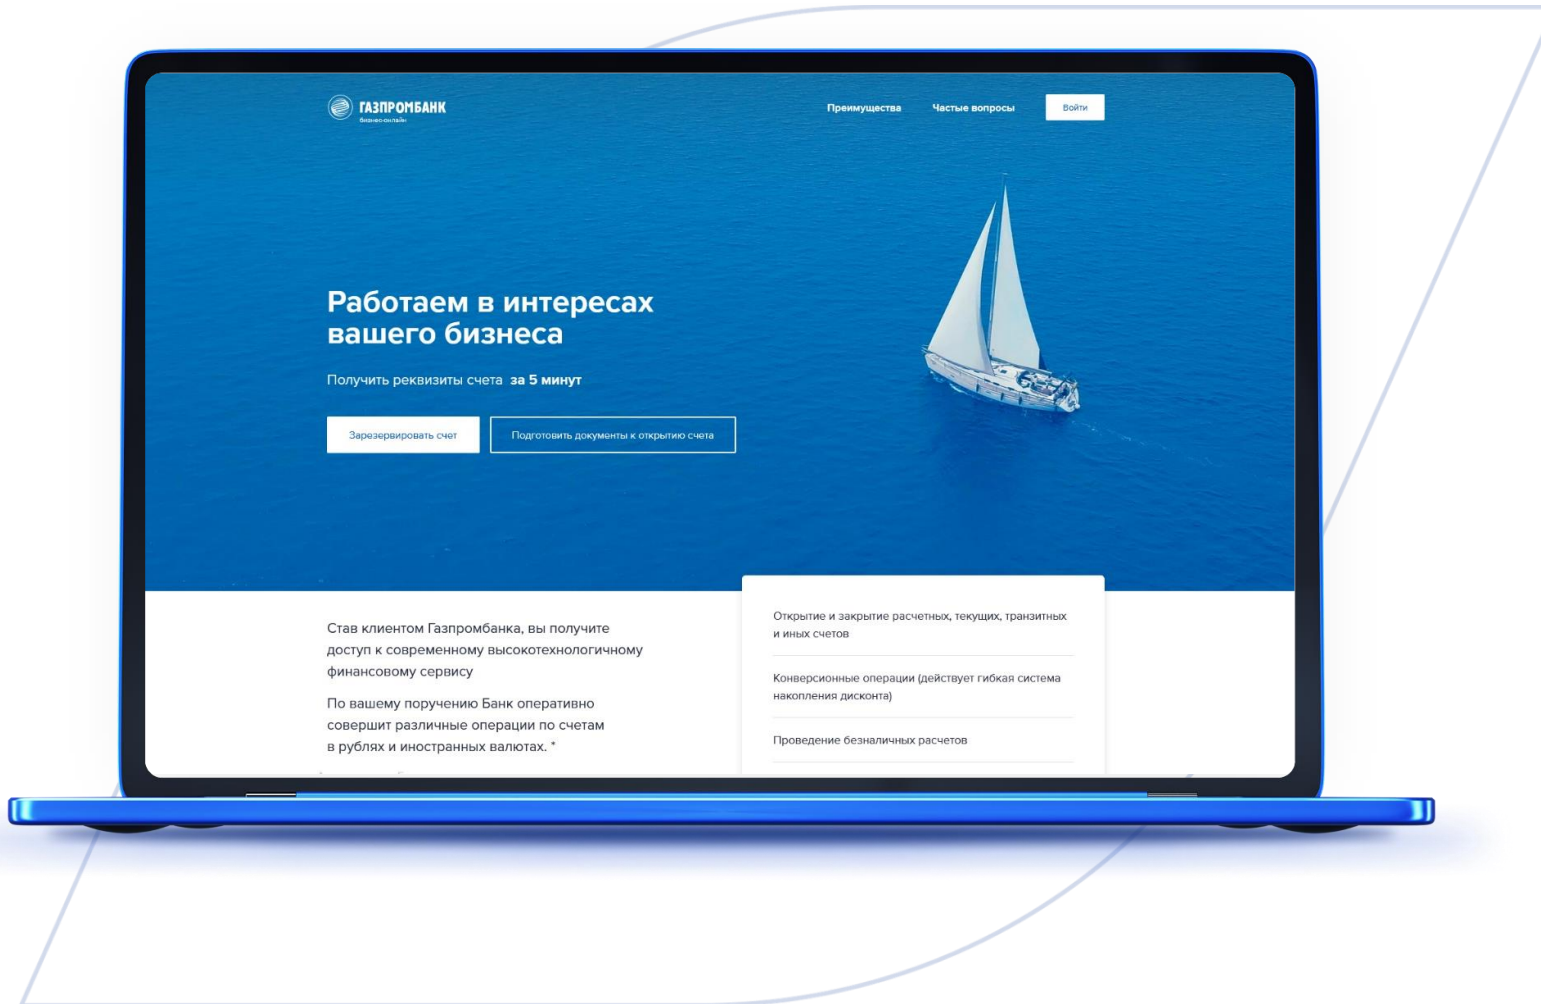 ГАЗПРОМБАНК
бизнес-онлайн
Преимущества
Частые вопросы
Войти
Работаем в интересах
вашего бизнеса
Получить реквизиты счета за 5 минут
Зарезервировать счет
Подготовить документы к открытию счета
Став клиентом Газпромбанка, вы получите
доступ к современному высокотехнологичному
финансовому сервису
По вашему поручению Банк оперативно
совершит различные операции по счетам
в рублях и иностранных валютах. *
Открытие и закрытие расчетных, текущих, транзитных
и иных счетов
Конверсионные операции (действует гибкая система
накопления дисконта)
Проведение безналичных расчетов